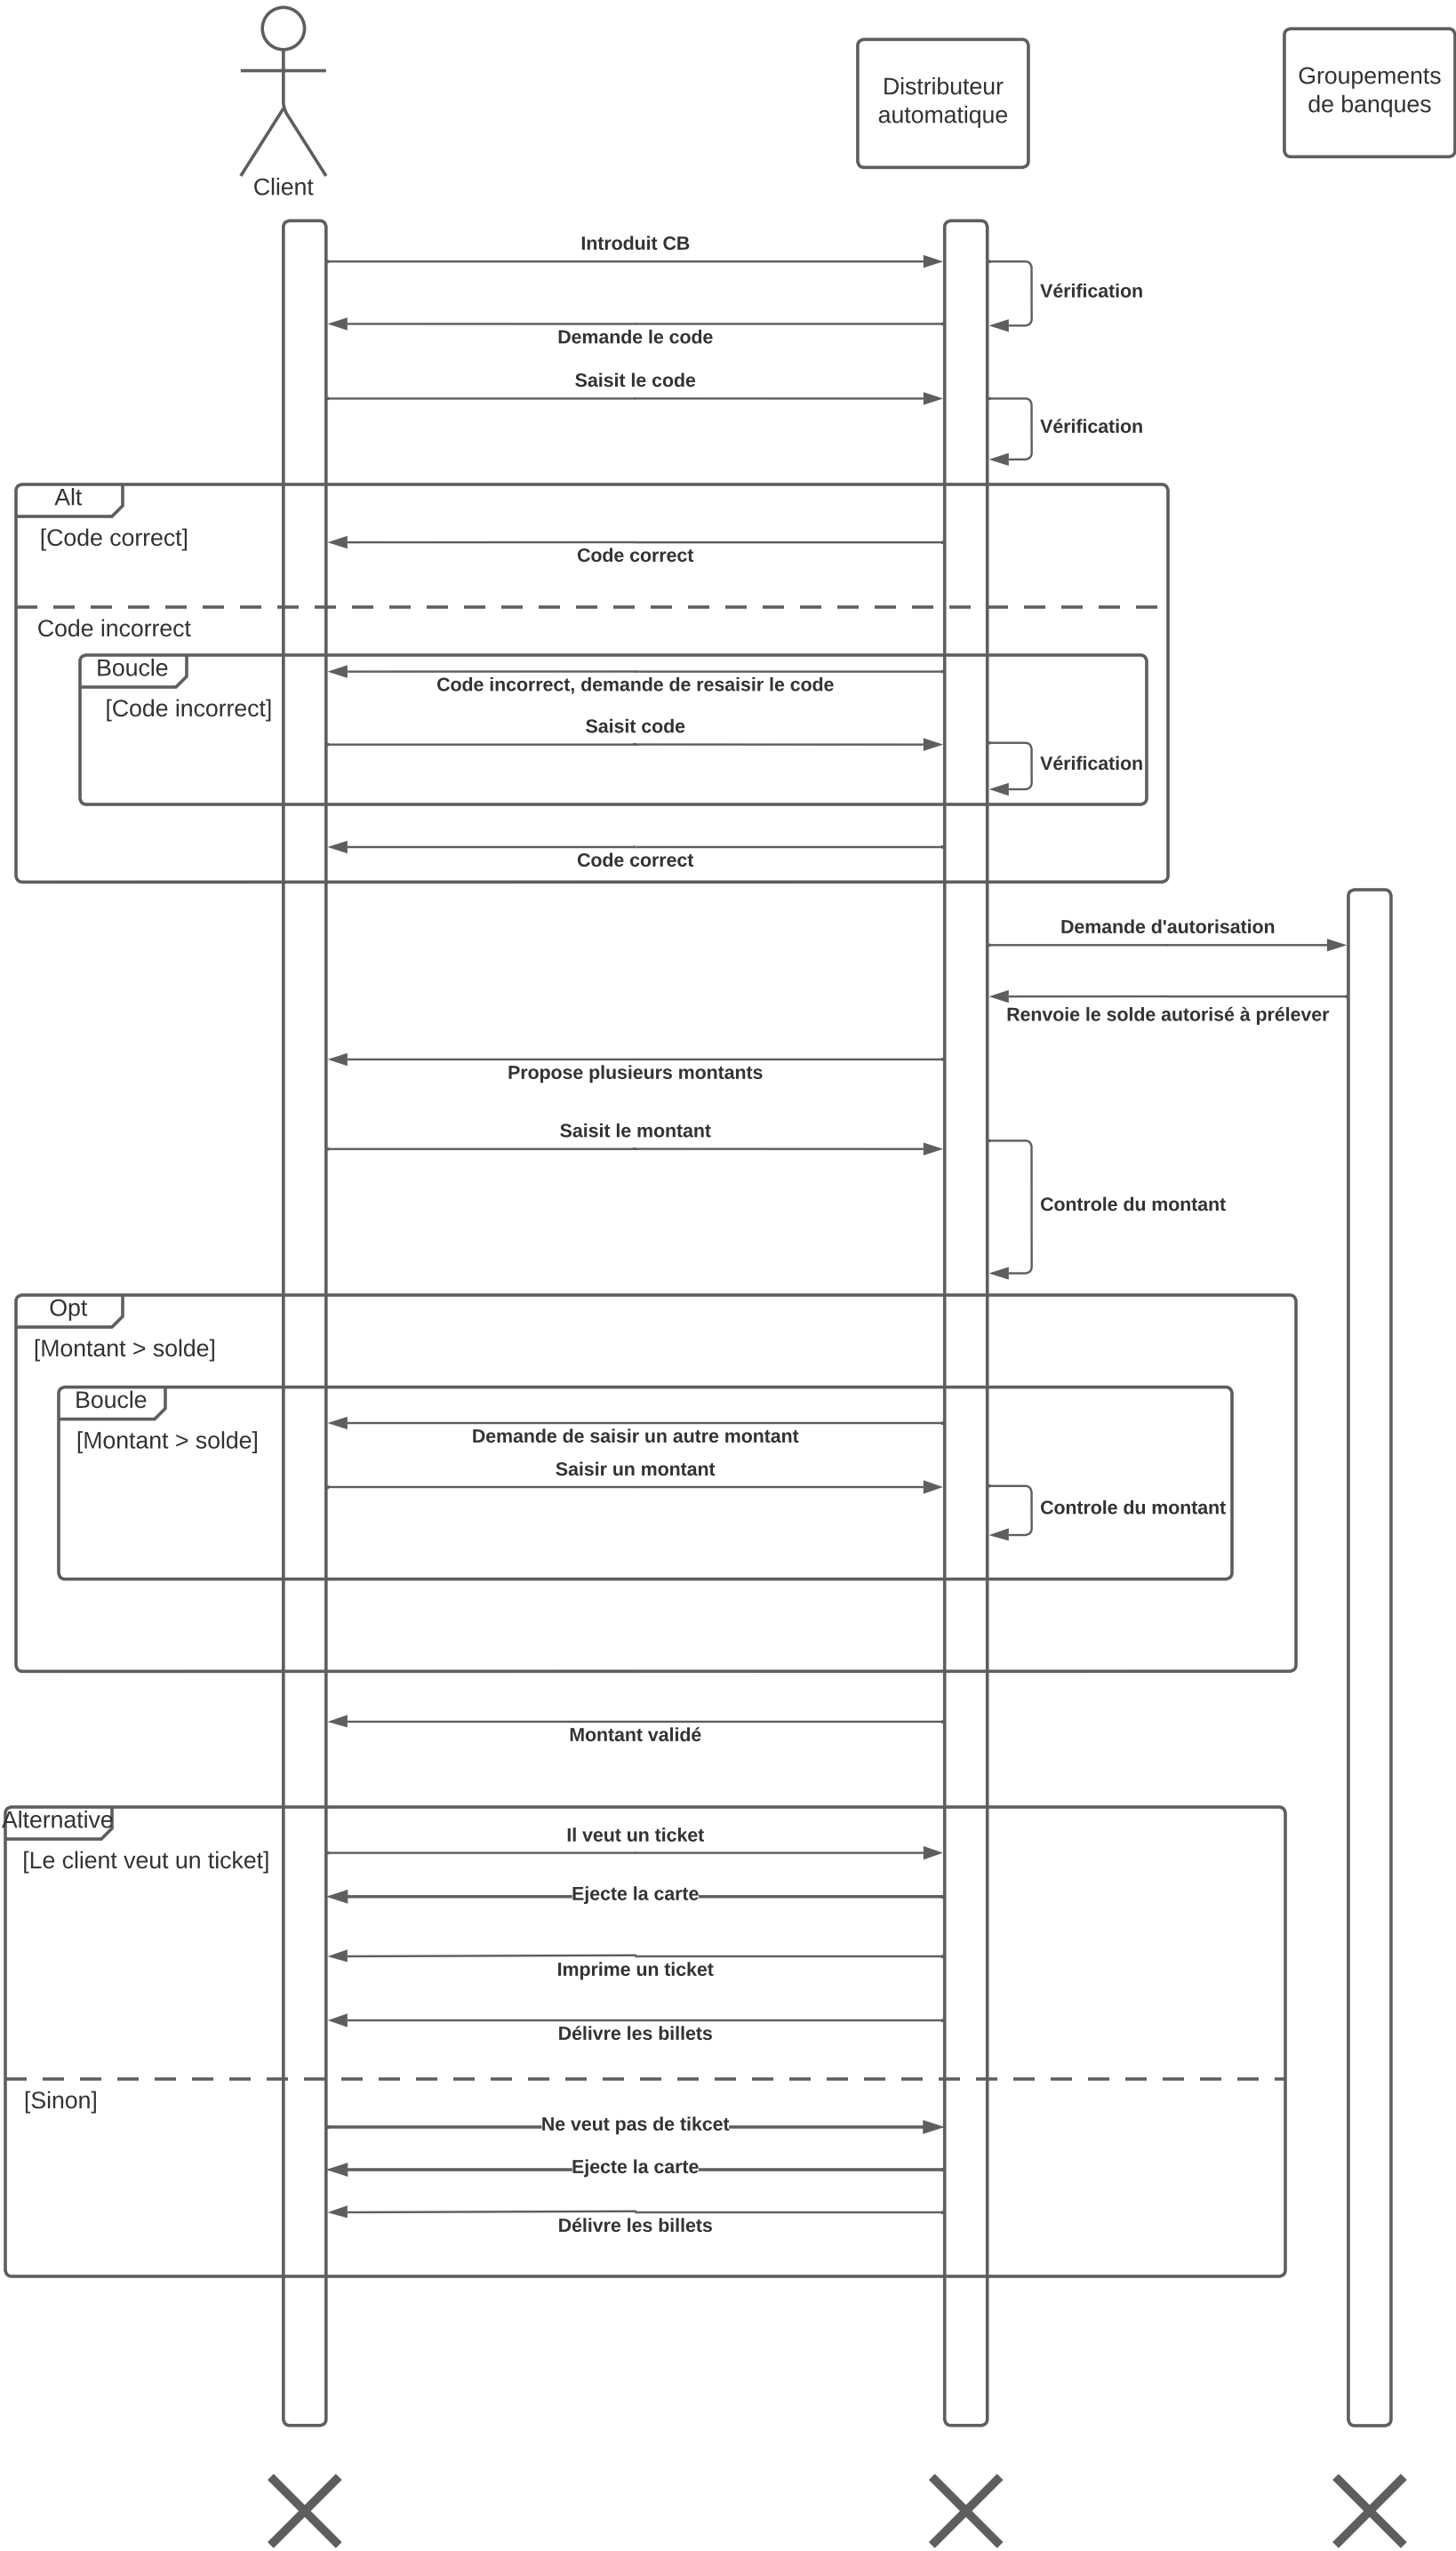 Client
Distributeur
automatique
Groupements
de banques
Introduit CB
Vérification
Demande le code
Saisit le code
Vérification
Alt
[Code correct]
Code correct
Code incorrect
Boucle
[Code incorrect]
Code incorrect, demande de resaisir le code
Saisit code
Vérification
Code correct
Demande d'autorisation
Renvoie le solde autorisé à prélever
Propose plusieurs montants
Saisit le montant
Controle du montant
Opt
[Montant > solde]
Boucle
[Montant > solde]
Demande de saisir un autre montant
Saisir un montant
Controle du montant
Montant validé
Alternative
[Le client veut un ticket]
Il veut un ticket
Ejecte la carte
Imprime un ticket
Délivre les billets
[Sinon]
Ne veut pas de tikcet
Ejecte la carte
Délivre les billets